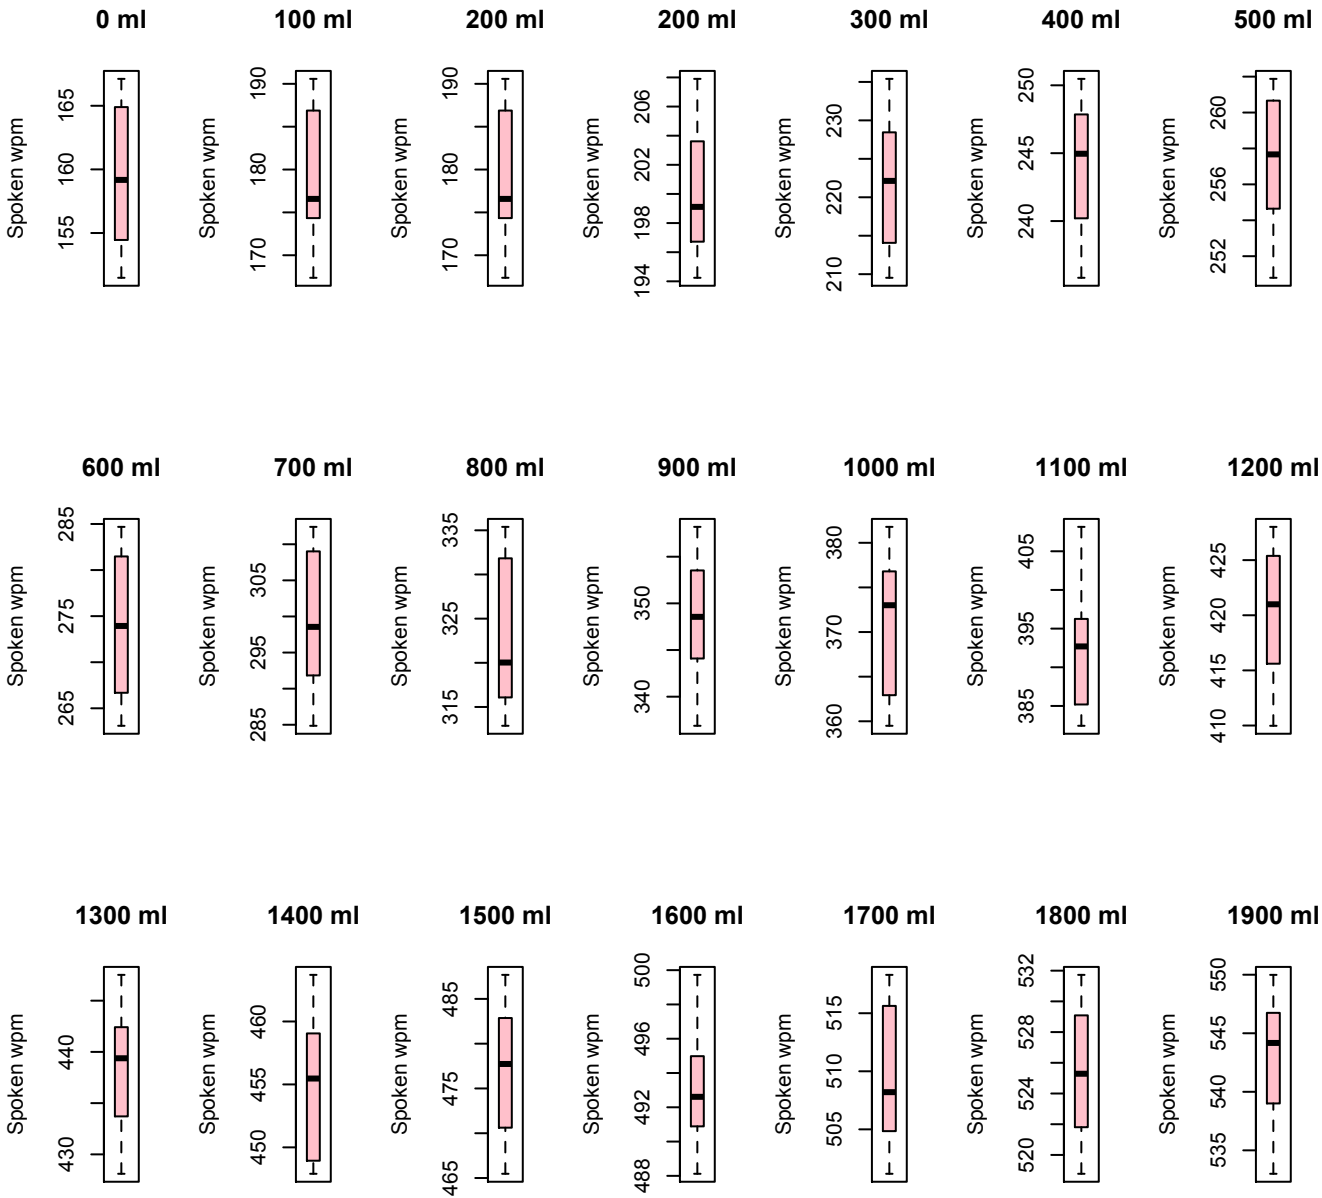 0 ml 100 ml 200 ml 200 ml 300 ml 400 ml 500 ml
Spoken wpm 155 160 165
Spoken wpm 170 180 190
Spoken wpm 170 180 190
Spoken wpm 194 198 202 206
Spoken wpm 210 220 230
Spoken wpm 240 245 250
Spoken wpm 252 256 260
600 ml 700 ml 800 ml 900 ml 1000 ml 1100 ml 1200 ml
Spoken wpm 265 275 285
Spoken wpm 285 295 305
Spoken wpm 315 325 335
Spoken wpm 340 350
Spoken wpm 360 370 380
Spoken wpm 385 395 405
Spoken wpm 410 415 420 425
1300 ml 1400 ml 1500 ml 1600 ml 1700 ml 1800 ml 1900 ml
Spoken wpm 430 440
Spoken wpm 450 455 460
Spoken wpm 465 475 485
Spoken wpm 488 492 496 500
Spoken wpm 505 510 515
Spoken wpm 520 524 528 532
Spoken wpm 535 540 545 550